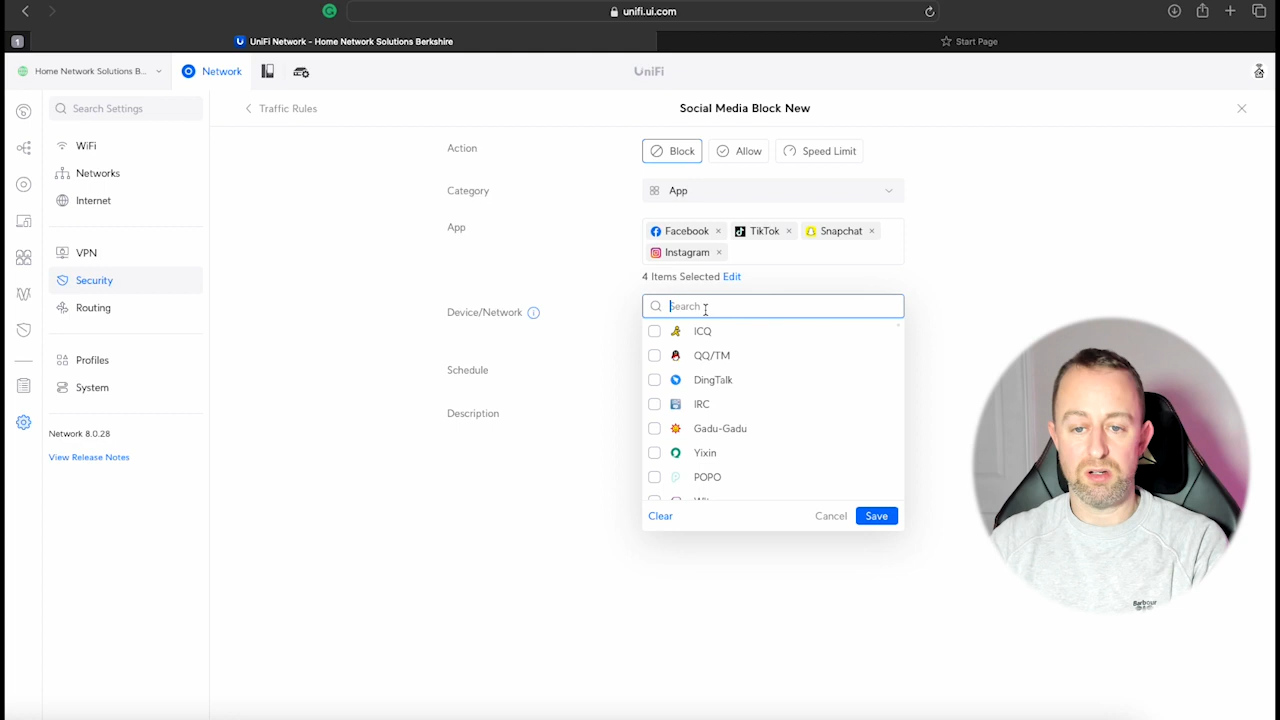 unifi.ui.com
1
UniFi Network - Home Network Solutions Berkshire
Start Page
Home Network Solutions B...
Network
UniFi
Search Settings
Traffic Rules
Social Media Block New
WiFi
Networks
Internet
VPN
Security
Routing
Profiles
System
Network 8.0.28
View Release Notes
Action
Block
Allow
Speed Limit
Category
App
App
Facebook
TikTok
Snapchat
Instagram
4 Items Selected Edit
Device/Network
Search
ICQ
QQ/TM
DingTalk
IRC
Gadu-Gadu
Yixin
POPO
Schedule
Description
Clear
Cancel
Save
Barbour